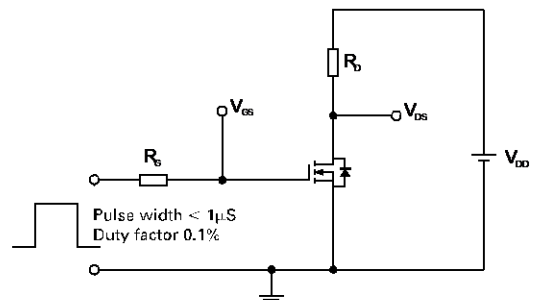 R_D
V_GS
V_DS
R_G
V_DD
Pulse width < 1µS
Duty factor 0.1%